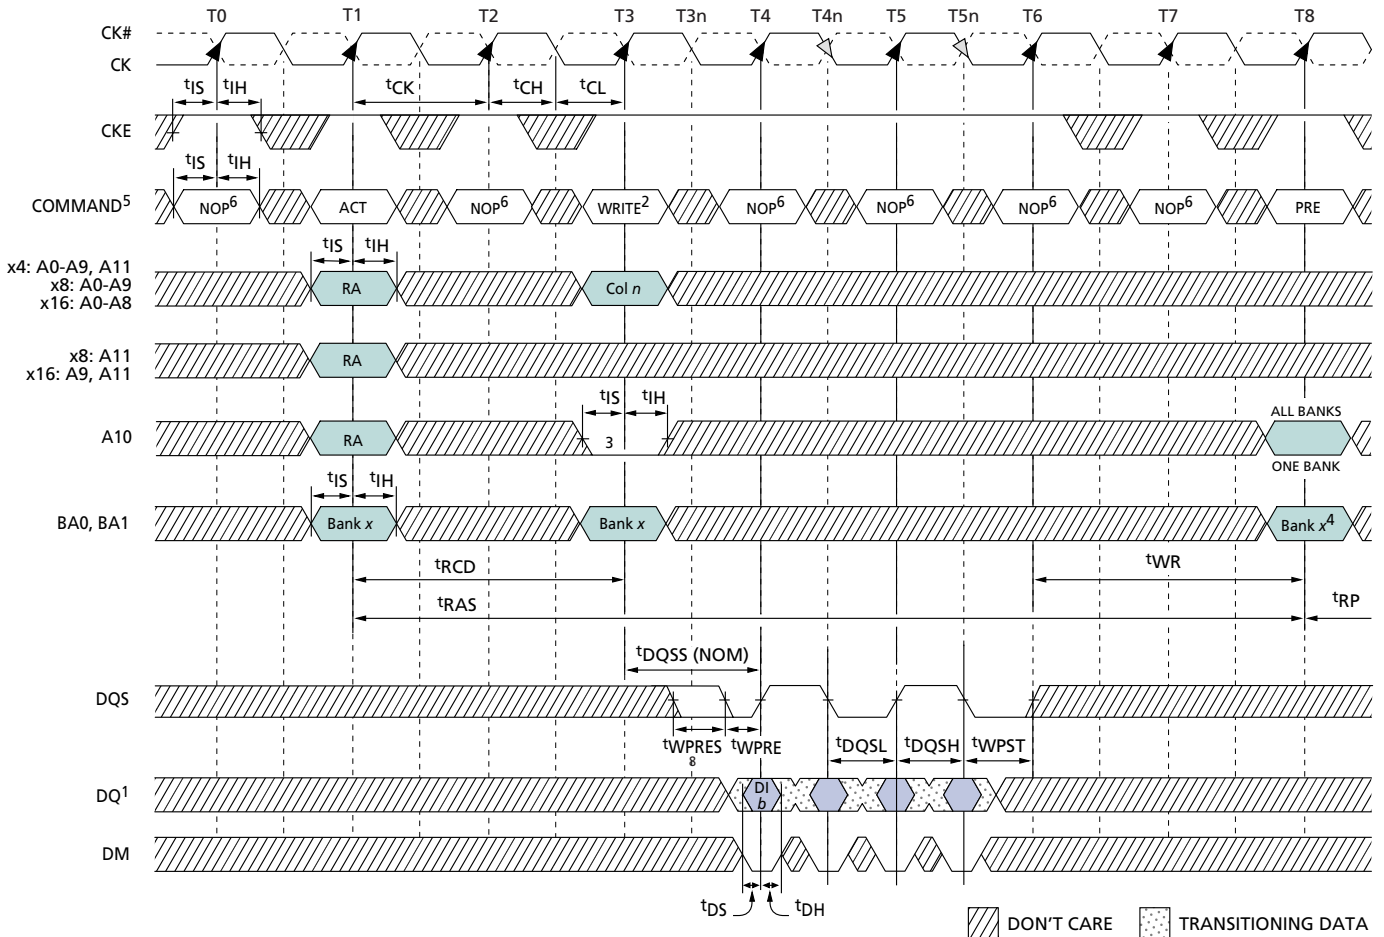 T0 T1 T2 T3 T3n T4 T4n T5 T5n T6 T7 T8
CK#
CK
tIS tIH tCK tCH tCL
CKE
tIS tIH
COMMAND5 NOP6 ACT NOP6 WRITE2 NOP6 NOP6 NOP6 NOP6 PRE
tIS tIH
x4: A0-A9, A11
x8: A0-A9
x16: A0-A8
RA Col n
x8: A11
x16: A9, A11
RA
tIS tIH
ALL BANKS
A10 RA 3
ONE BANK
tIS tIH
BA0, BA1 Bank x Bank x Bank x4
tRCD tWR
tRAS tRP
tDQSS (NOM)
DQS
tWPRES tWPRE tDQSL tDQSH tWPST
8
DQ1 DI
b
DM
tDS tDH
DON'T CARE TRANSITIONING DATA